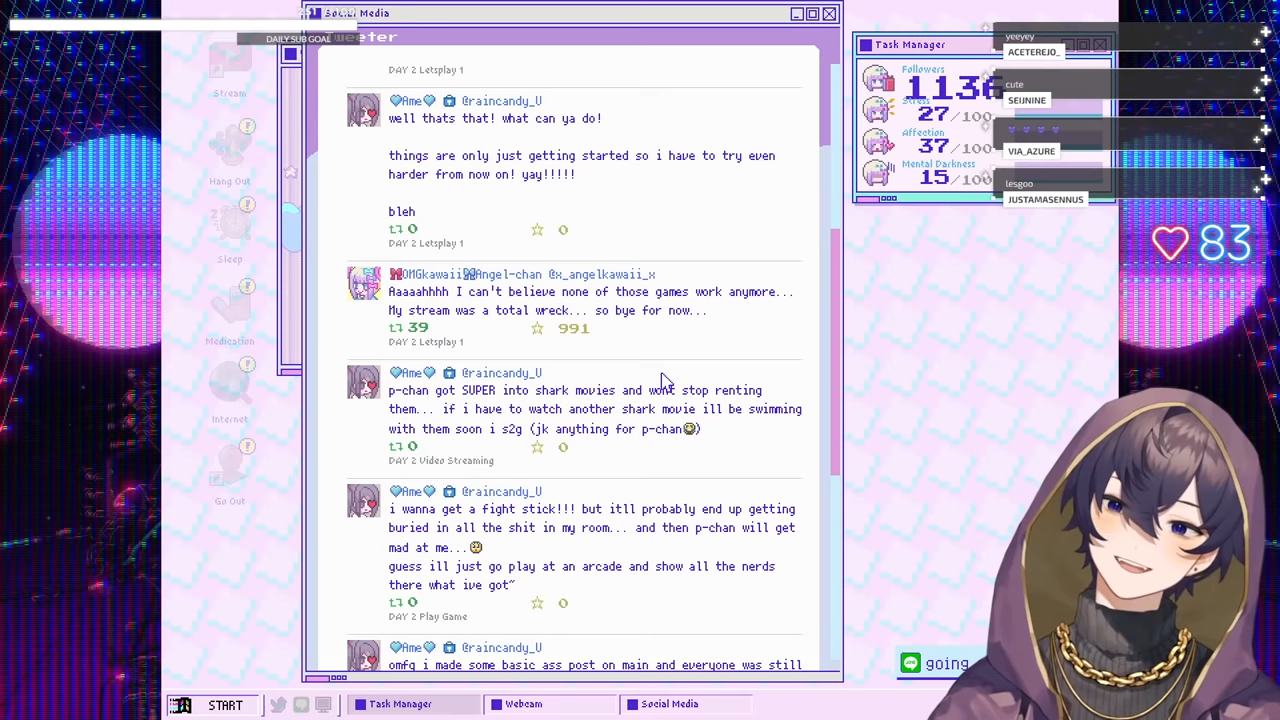 DAILY SUB GOAL
Social Media
Tweeter
DAY 2 Letsplay 1
Ame @raincandy_U
well thats that! what can ya do!
things are only just getting started so i have to try even
harder from now on! yay!!!!!
bleh
0 0
DAY 2 Letsplay 1
OMGkawaii Angel-chan @x_angelkawaii_x
Aaaaahhh I can't believe none of those games work anymore...
My stream was a total wreck... so bye for now...
39 991
DAY 2 Letsplay 1
Ame @raincandy_U
p-chan got SUPER into shark movies and wont stop renting
them... if i have to watch another shark movie ill be swimming
with them soon i s2g (jk anything for p-chan)
0 0
DAY 2 Video Streaming
Ame @raincandy_U
i wanna get a fight stick!!! but itll probably end up getting
buried in all the shit in my room... and then p-chan will get
mad at me...
guess ill just go play at an arcade and show all the nerds
there what ive got~
0 0
DAY 2 Play Game
Ame @raincandy_U
omfg i made some basic ass post on main and everyone was still
Stream
Hang Out
Sleep
Medication
Internet
Go Out
Task Manager
Followers
1136
Stress
27/100
Affection
37/100
Mental Darkness
15/100
yeeyey
ACETEREJO_
cute
SEIJNINE
VIA_AZURE
lesgoo
JUSTAMASENNUS
83
going
START
Task Manager
Webcam
Social Media